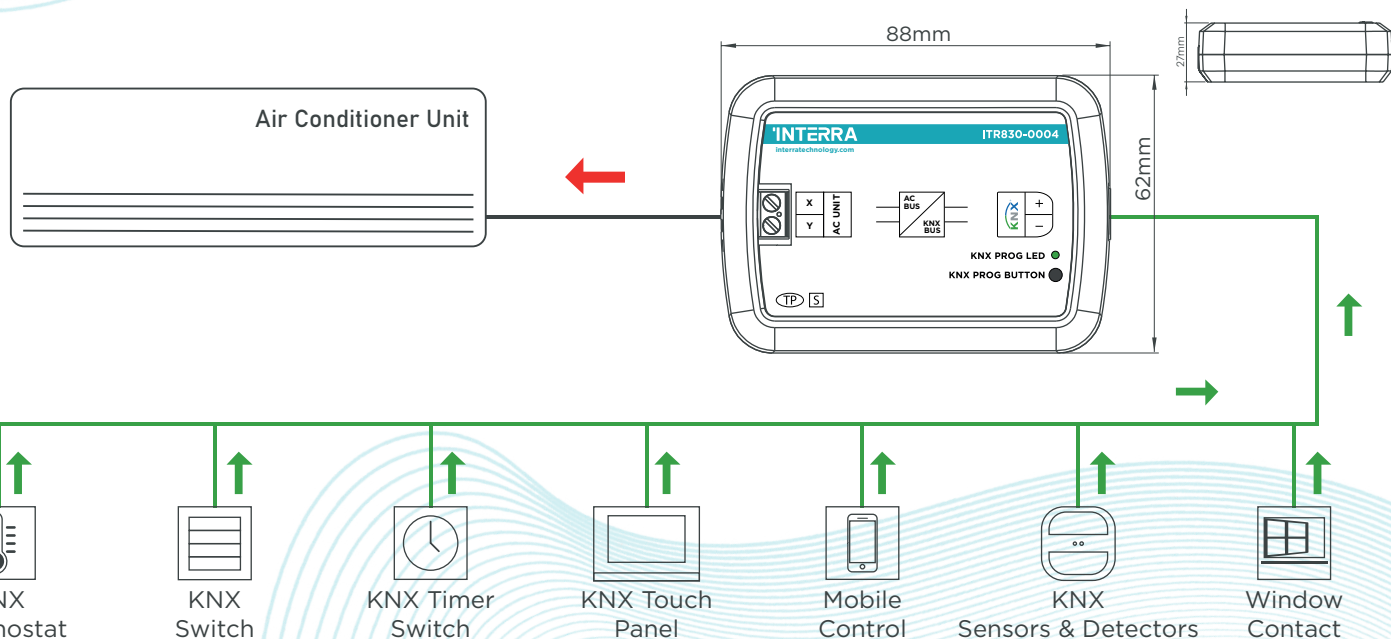 88mm
27mm
Air Conditioner Unit
INTERRA
ITR830-0004
interratechnology.com
62mm
X
Y
AC UNIT
AC
BUS
KNX
BUS
KNX
+
−
KNX PROG LED
KNX PROG BUTTON
TP
S
NX
nostat
KNX
Switch
KNX Timer
Switch
KNX Touch
Panel
Mobile
Control
KNX
Sensors & Detectors
Window
Contact